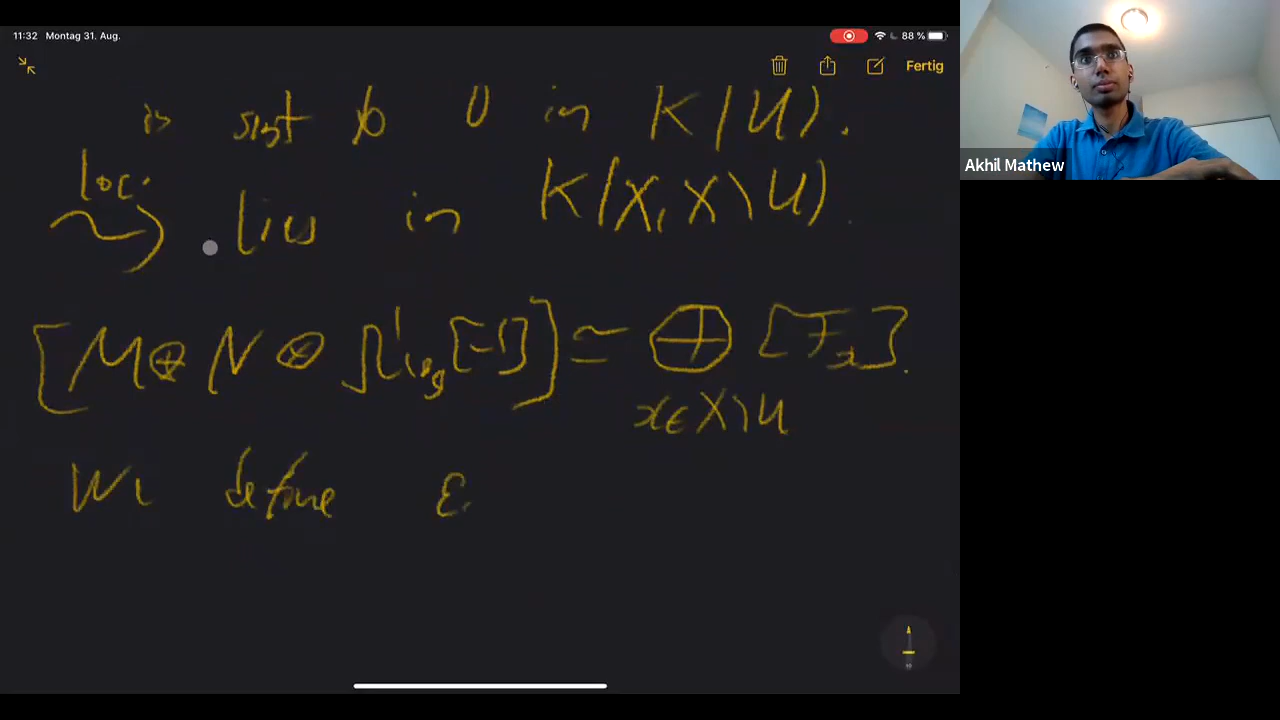 11:32 Montag 31. Aug. 88 %
Fertig
is sent to 0 in K(U).
loc.
⇝ lies in K(X, X \ U).
[M ⊕ N ⊗ Ω¹log [-1]] ≃ ⊕ [F_x].
x ∈ X \ U
We define ε
Akhil Mathew